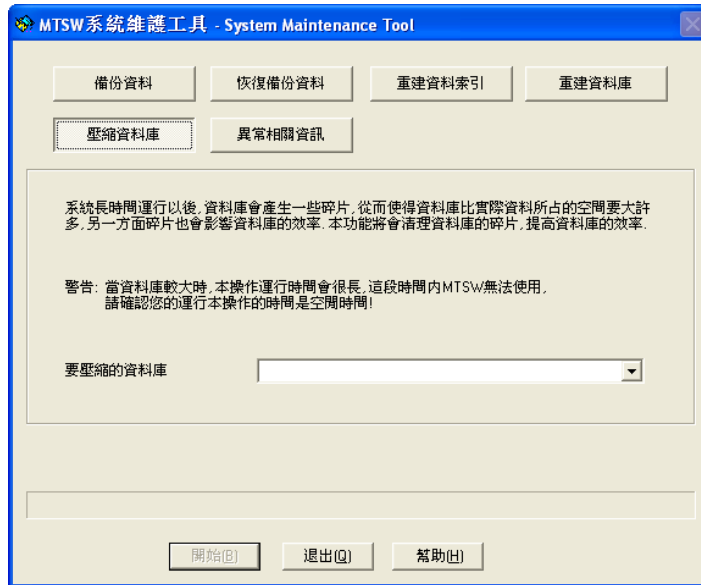 MTSW系統維護工具 - System Maintenance Tool
備份資料 恢復備份資料 重建資料索引 重建資料庫
壓縮資料庫 異常相關資訊
系統長時間運行以後,資料庫會產生一些碎片,從而使得資料庫比實際資料所占的空間要大許
多,另一方面碎片也會影響資料庫的效率.本功能將會清理資料庫的碎片,提高資料庫的效率.
警告: 當資料庫較大時,本操作運行時間會很長,這段時間内MTSW無法使用,
請確認您的運行本操作的時間是空閒時間!
要壓縮的資料庫
開始(B) 退出(Q) 幫助(H)